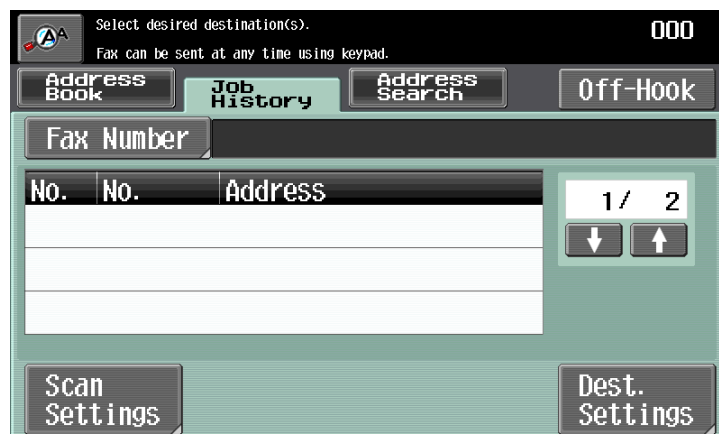 Select desired destination(s).
000
Fax can be sent at any time using keypad.
Address
Book
Job
History
Address
Search
Off-Hook
Fax Number
No. No. Address
1/ 2
Scan
Settings
Dest.
Settings